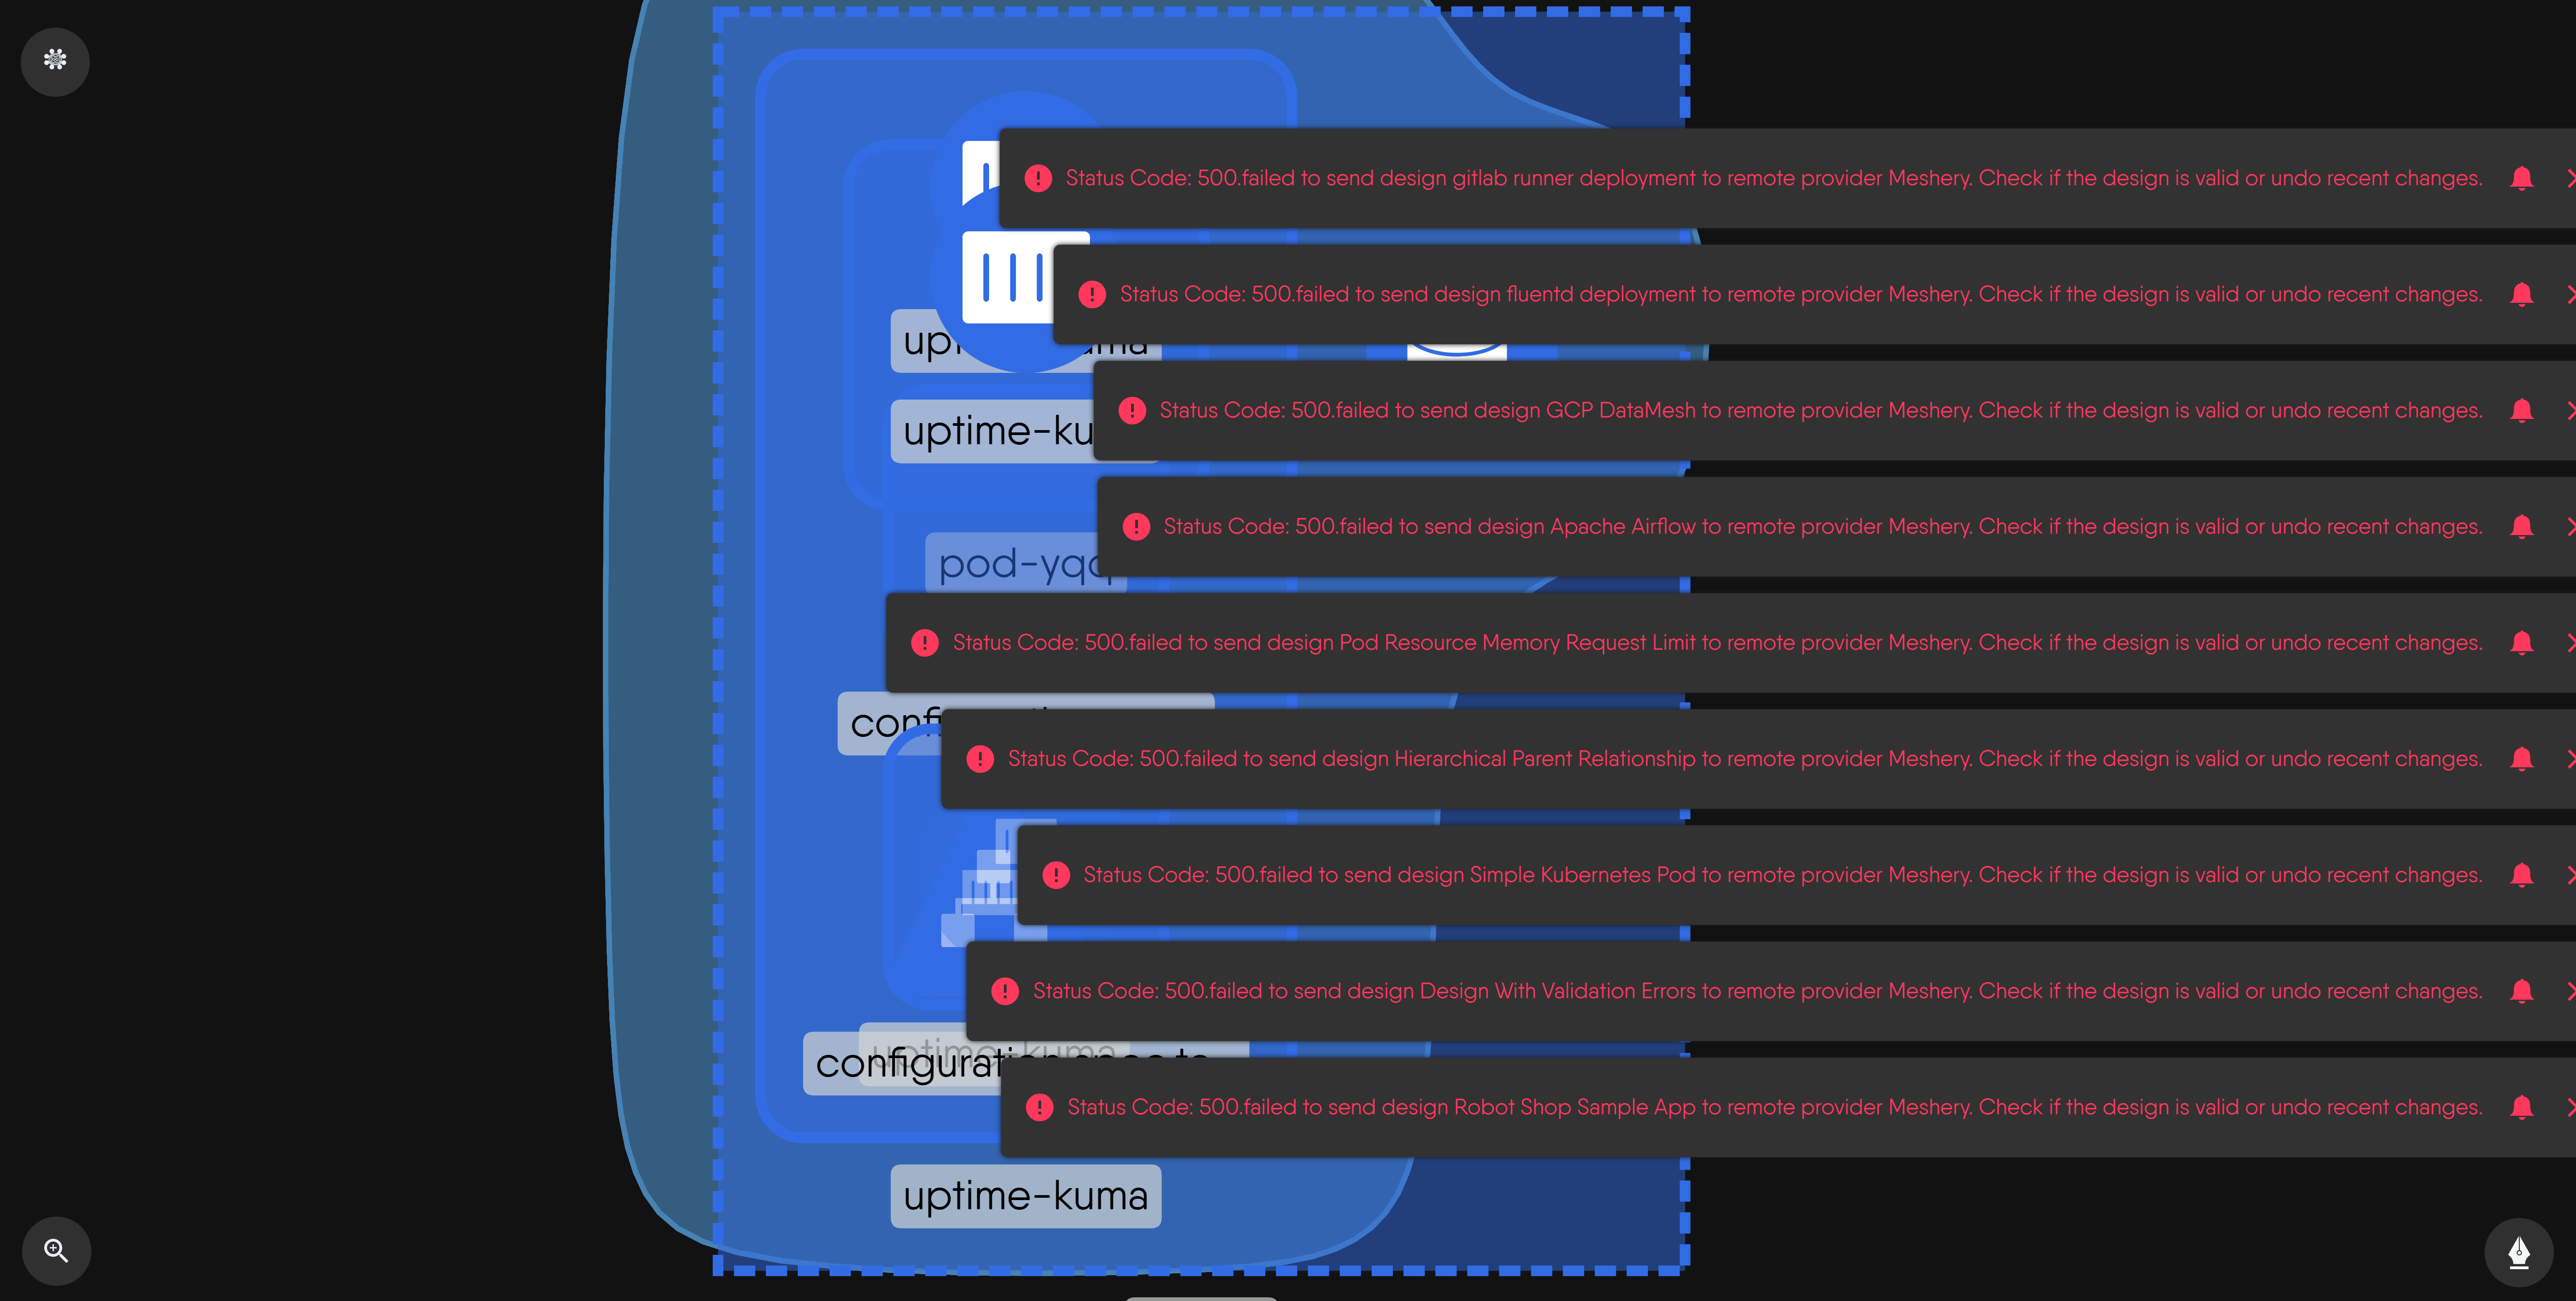 Status Code: 500.failed to send design gitlab runner deployment to remote provider Meshery. Check if the design is valid or undo recent changes.
Status Code: 500.failed to send design fluentd deployment to remote provider Meshery. Check if the design is valid or undo recent changes.
Status Code: 500.failed to send design GCP DataMesh to remote provider Meshery. Check if the design is valid or undo recent changes.
uptime-ku
Status Code: 500.failed to send design Apache Airflow to remote provider Meshery. Check if the design is valid or undo recent changes.
Status Code: 500.failed to send design Pod Resource Memory Request Limit to remote provider Meshery. Check if the design is valid or undo recent changes.
Status Code: 500.failed to send design Hierarchical Parent Relationship to remote provider Meshery. Check if the design is valid or undo recent changes.
Status Code: 500.failed to send design Simple Kubernetes Pod to remote provider Meshery. Check if the design is valid or undo recent changes.
Status Code: 500.failed to send design Design With Validation Errors to remote provider Meshery. Check if the design is valid or undo recent changes.
uptime-kuma
Status Code: 500.failed to send design Robot Shop Sample App to remote provider Meshery. Check if the design is valid or undo recent changes.
uptime-kuma